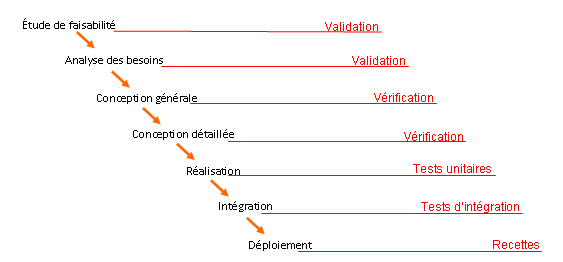 Étude de faisabilité Validation
Analyse des besoins Validation
Conception générale Vérification
Conception détaillée Vérification
Réalisation Tests unitaires
Intégration Tests d'intégration
Déploiement Recettes